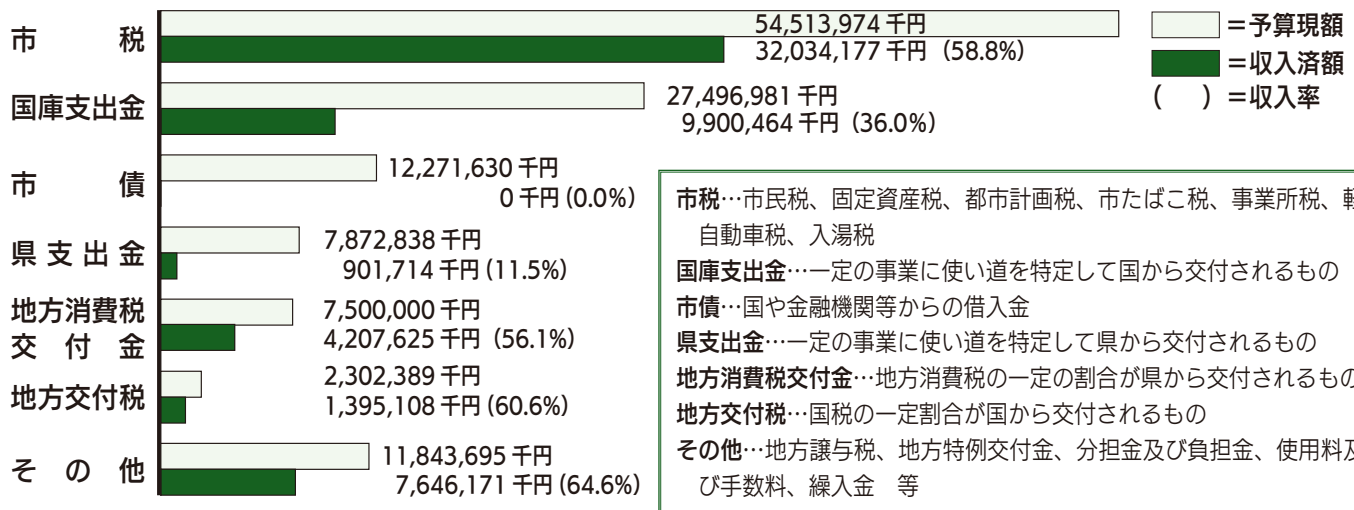 市税
54,513,974 千円
32,034,177 千円 (58.8%)
国庫支出金
27,496,981 千円
9,900,464 千円 (36.0%)
市債
12,271,630 千円
0 千円 (0.0%)
県支出金
7,872,838 千円
901,714 千円 (11.5%)
地方消費税
交付金
7,500,000 千円
4,207,625 千円 (56.1%)
地方交付税
2,302,389 千円
1,395,108 千円 (60.6%)
その他
11,843,695 千円
7,646,171 千円 (64.6%)
＝予算現額
＝収入済額
(　) ＝収入率
市税…市民税、固定資産税、都市計画税、市たばこ税、事業所税、軽
自動車税、入湯税
国庫支出金…一定の事業に使い道を特定して国から交付されるもの
市債…国や金融機関等からの借入金
県支出金…一定の事業に使い道を特定して県から交付されるもの
地方消費税交付金…地方消費税の一定の割合が県から交付されるもの
地方交付税…国税の一定割合が国から交付されるもの
その他…地方譲与税、地方特例交付金、分担金及び負担金、使用料及
び手数料、繰入金　等